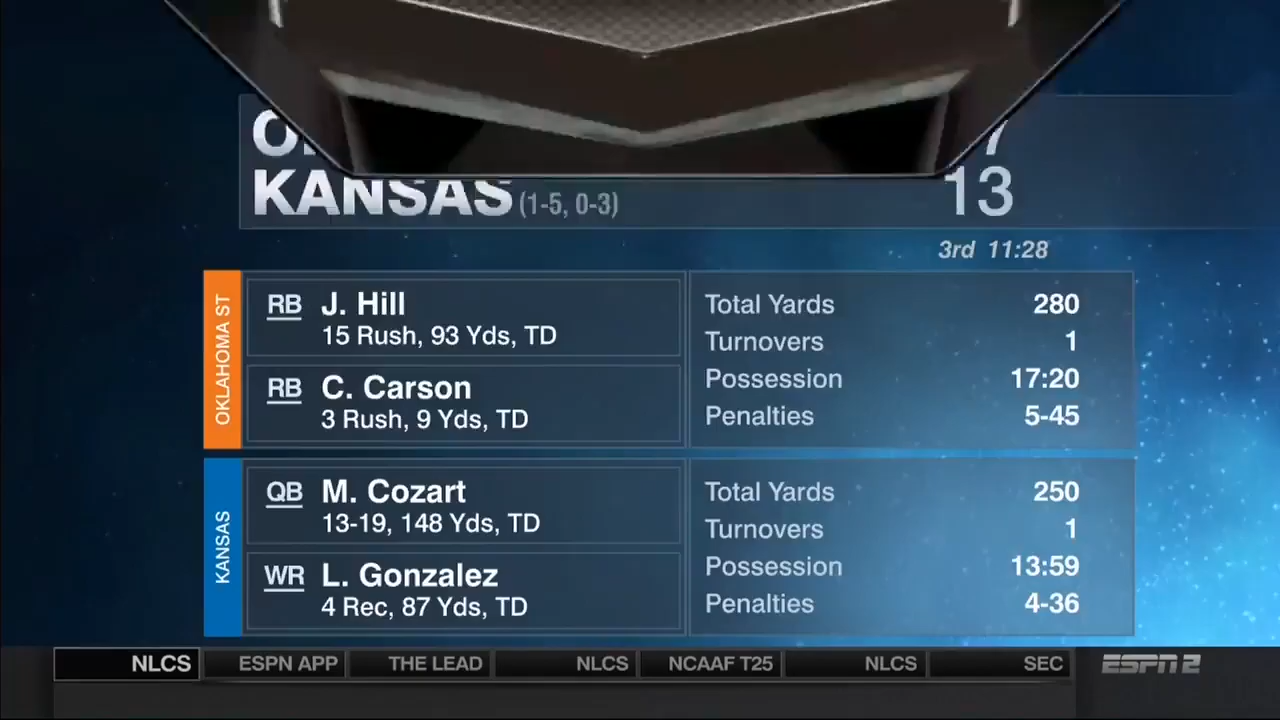 KANSAS (1-5, 0-3) 13
3rd 11:28
OKLAHOMA ST
RB J. Hill
15 Rush, 93 Yds, TD
RB C. Carson
3 Rush, 9 Yds, TD
Total Yards 280
Turnovers 1
Possession 17:20
Penalties 5-45
KANSAS
QB M. Cozart
13-19, 148 Yds, TD
WR L. Gonzalez
4 Rec, 87 Yds, TD
Total Yards 250
Turnovers 1
Possession 13:59
Penalties 4-36
NLCS ESPN APP THE LEAD NLCS NCAAF T25 NLCS SEC ESPN2